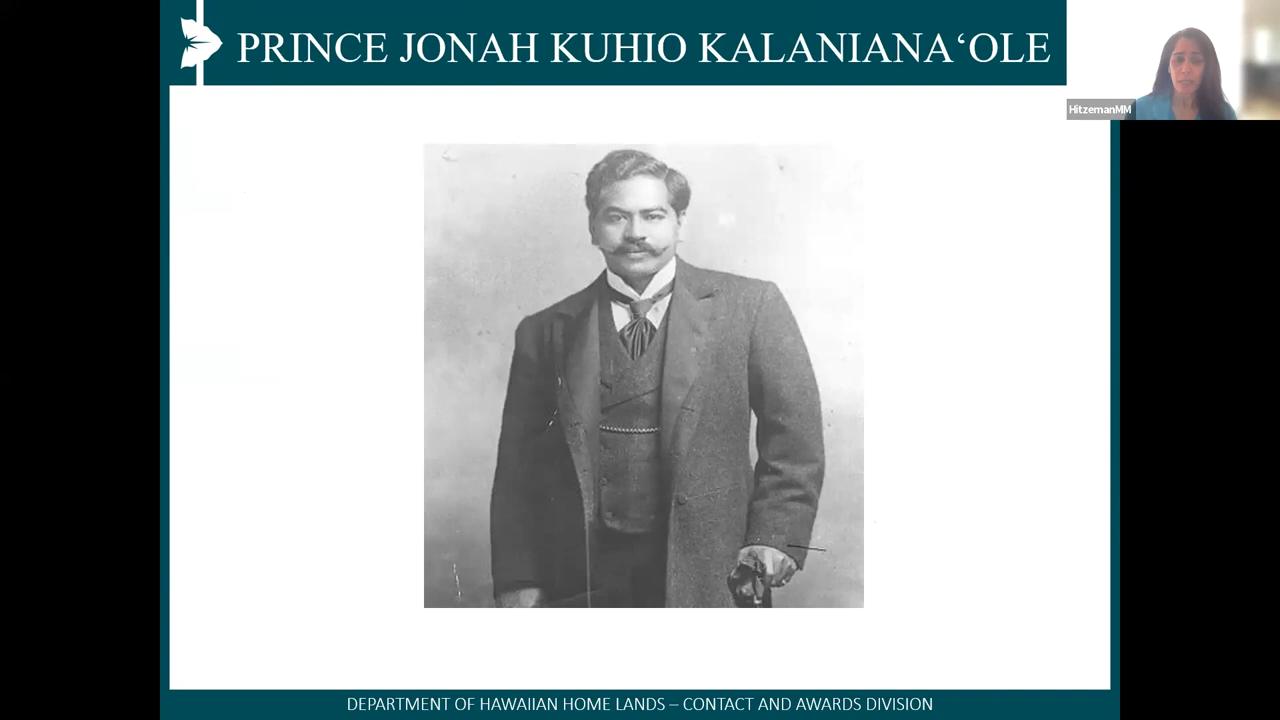 PRINCE JONAH KUHIO KALANIANAʻOLE
HitzemanMM
DEPARTMENT OF HAWAIIAN HOME LANDS – CONTACT AND AWARDS DIVISION